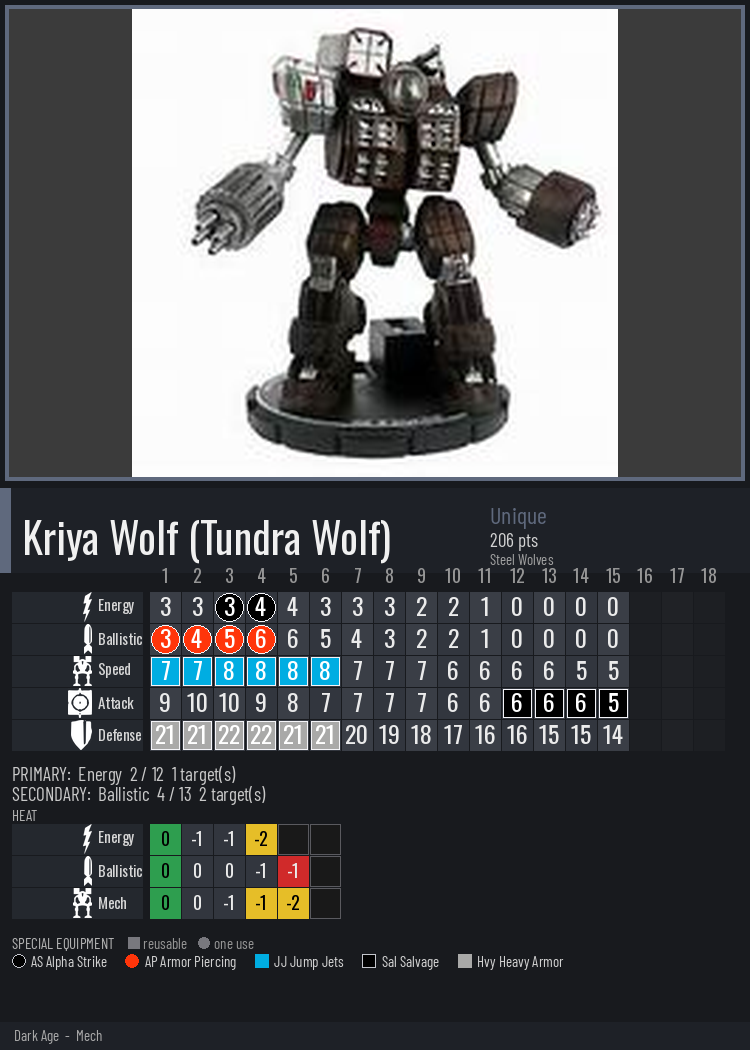 Kriya Wolf (Tundra Wolf)
Unique
206 pts
Steel Wolves
1 2 3 4 5 6 7 8 9 10 11 12 13 14 15 16 17 18
Energy 3 3 3 4 4 3 3 3 2 2 1 0 0 0 0
Ballistic 3 4 5 6 6 5 4 3 2 2 1 0 0 0 0
Speed 7 7 8 8 8 8 7 7 7 6 6 6 6 5 5
Attack 9 10 10 9 8 7 7 7 7 6 6 6 6 6 5
Defense 21 21 22 22 21 21 20 19 18 17 16 16 15 15 14
PRIMARY: Energy 2 / 12 1 target(s)
SECONDARY: Ballistic 4 / 13 2 target(s)
HEAT
Energy 0 -1 -1 -2
Ballistic 0 0 0 -1 -1
Mech 0 0 -1 -1 -2
SPECIAL EQUIPMENT reusable one use
AS Alpha Strike AP Armor Piercing JJ Jump Jets Sal Salvage Hvy Heavy Armor
Dark Age - Mech